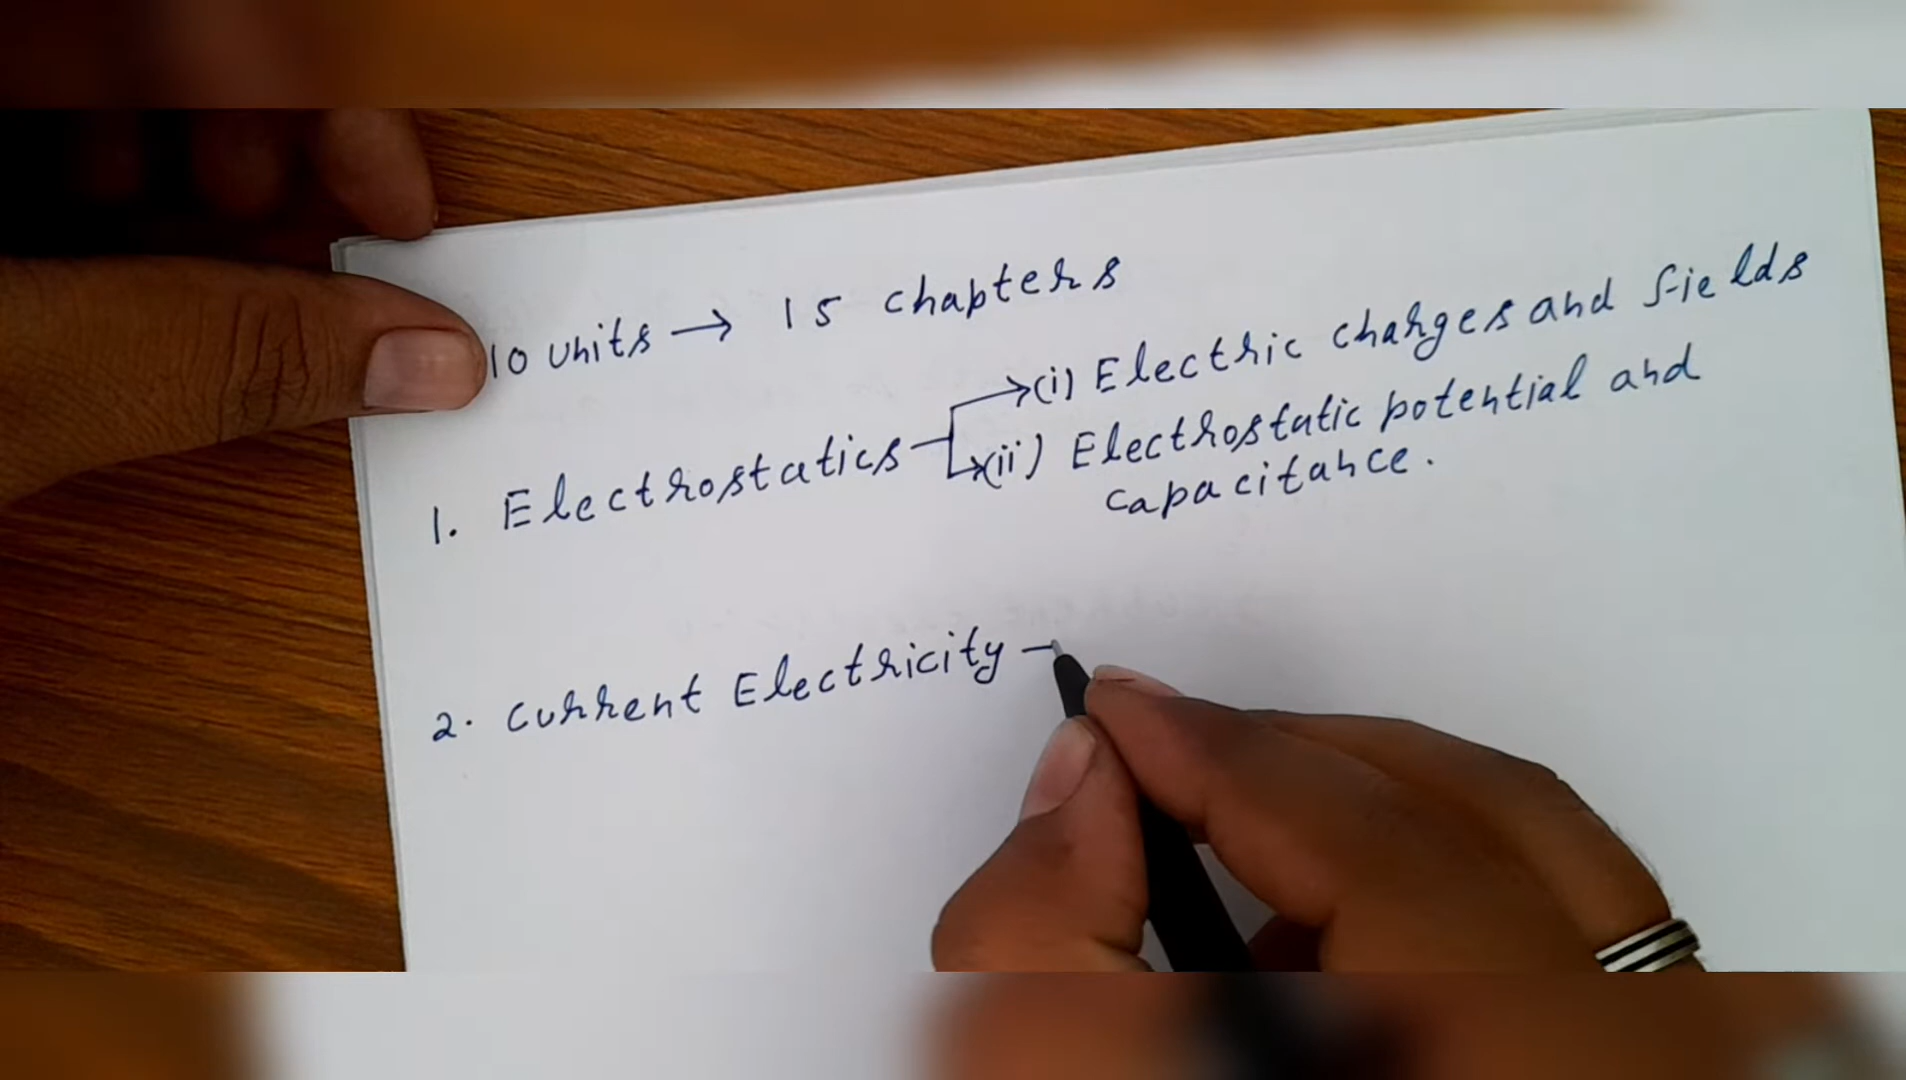 10 units → 15 chapters
1. Electrostatics → (i) Electric charges and fields
→ (ii) Electrostatic potential and
capacitance.
2. current Electricity –